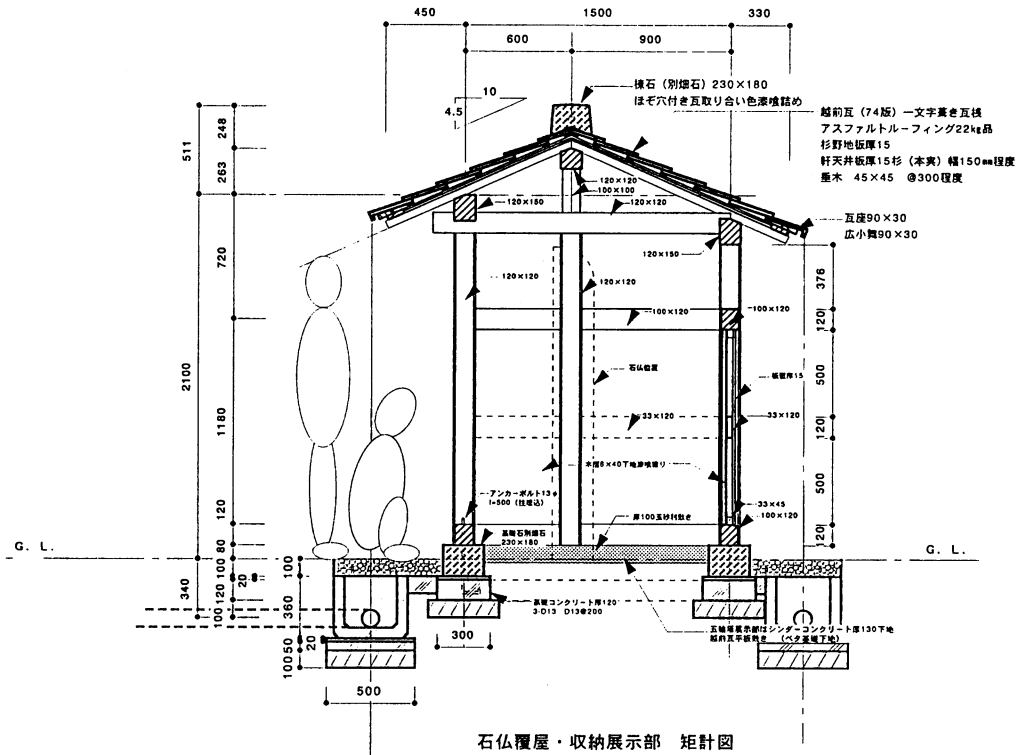 450
1500
330
600
900
10
4.5
棟石（別畑石）230×180
ほぞ穴付き瓦取り合い色漆喰詰め
越前瓦（74版）一文字葺き瓦桟
アスファルトルーフィング22kg品
杉野地板厚15
軒天井板厚15杉（本実）幅150mm程度
垂木 45×45 @300程度
瓦座90×30
広小舞90×30
511
248
263
120×120
100×100
120×150
120×120
120×150
720
376
120×120
120×120
100×120
100×120
120
2100
石仏位置
板壁厚15
500
1180
33×120
33×120
120
木摺8×40下地漆喰塗り
500
アンカーボルト13φ
l=500（柱埋込）
33×45
100×120
120
厚100玉砂利敷き
基礎石別畑石
230×180
120
G. L.
80
G. L.
340
100
20
120
100
100
360
基礎コンクリート厚120
3-D13 D13@200
20
50
100
300
五輪塔展示部はシンダーコンクリート厚130下地
越前瓦平板敷き （ベタ基礎下地）
500
石仏覆屋・収納展示部 矩計図